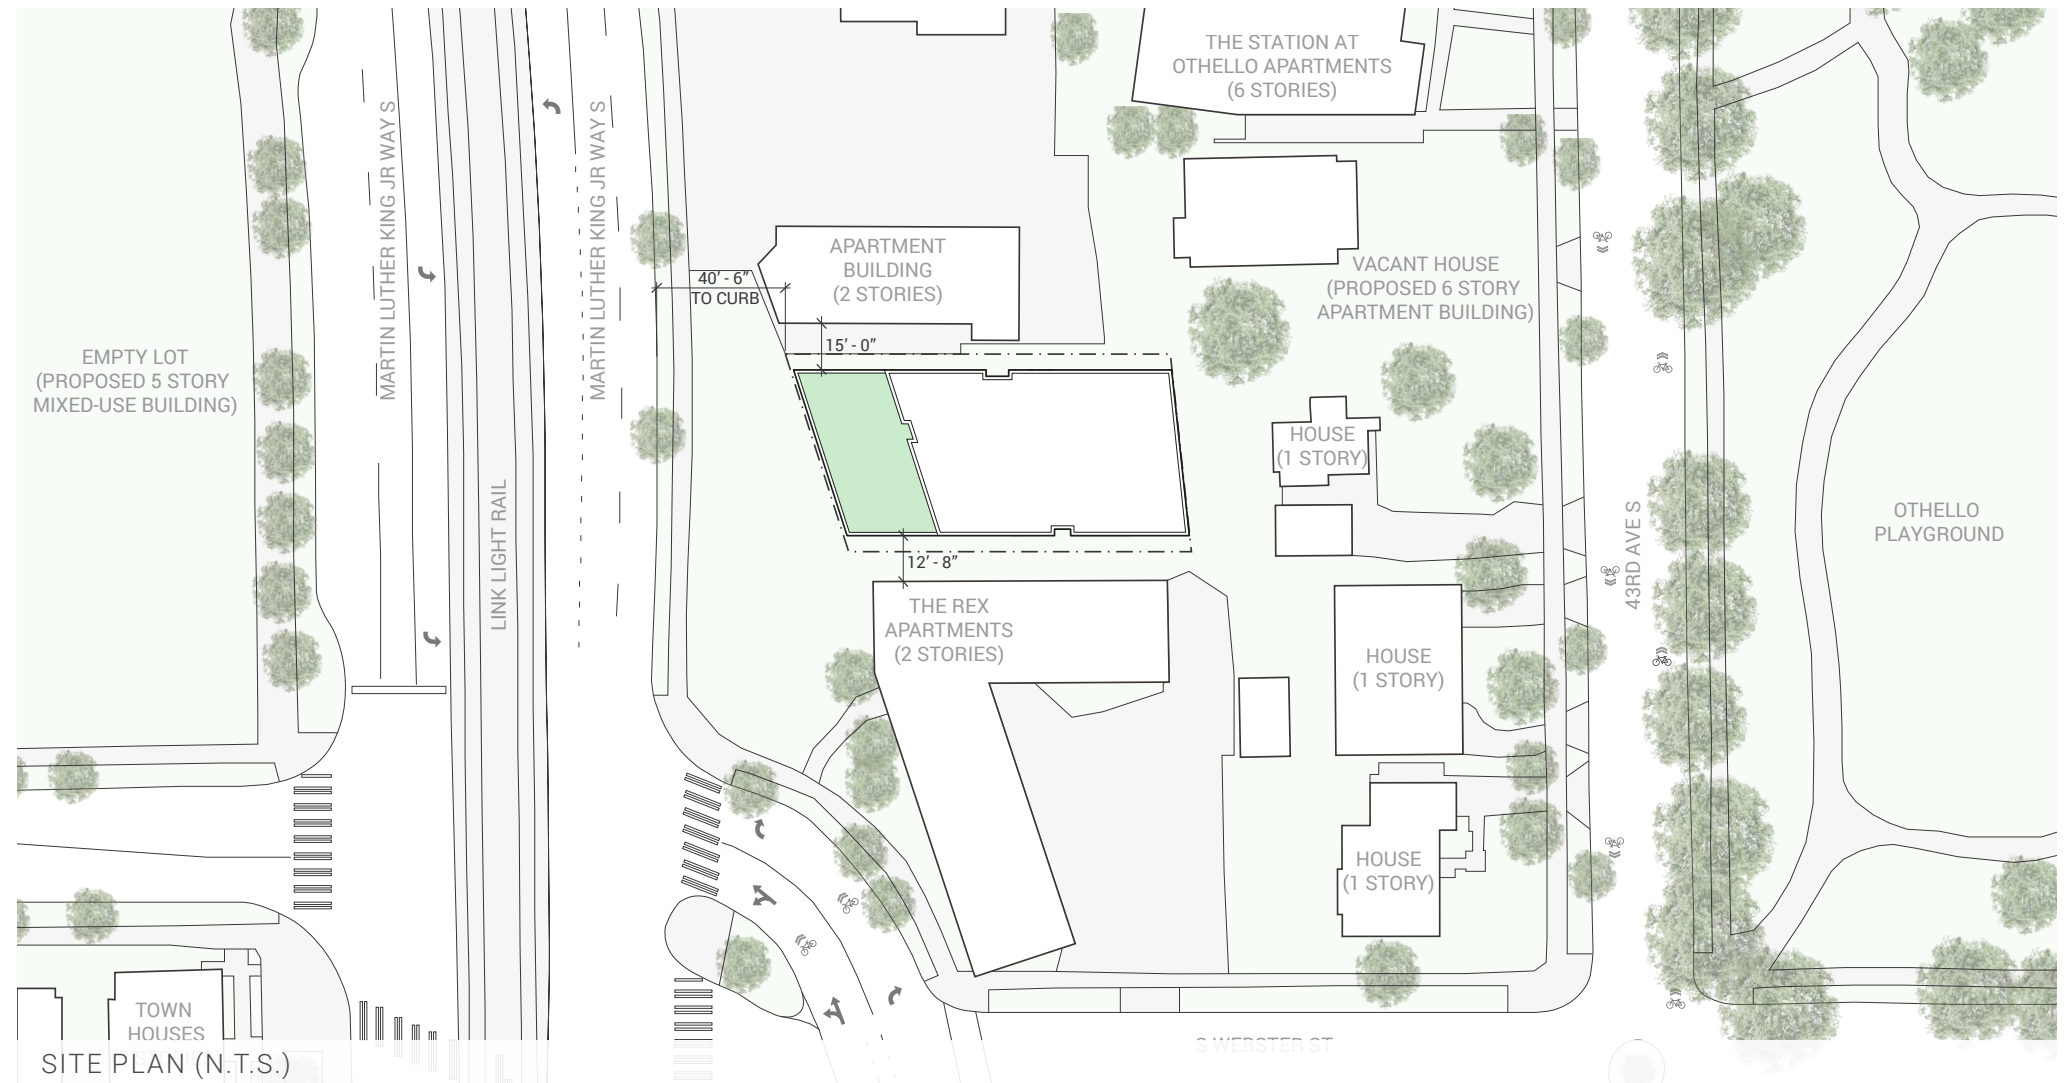 THE STATION AT
OTHELLO APARTMENTS
(6 STORIES)
MARTIN LUTHER KING JR WAY S
MARTIN LUTHER KING JR WAY S
APARTMENT
BUILDING
(2 STORIES)
40' - 6"
TO CURB
VACANT HOUSE
(PROPOSED 6 STORY
APARTMENT BUILDING)
15' - 0"
EMPTY LOT
(PROPOSED 5 STORY
MIXED-USE BUILDING)
HOUSE
(1 STORY)
LINK LIGHT RAIL
43RD AVE S
OTHELLO
PLAYGROUND
12' - 8"
THE REX
APARTMENTS
(2 STORIES)
HOUSE
(1 STORY)
HOUSE
(1 STORY)
TOWN
HOUSES
S WEBSTER ST
SITE PLAN (N.T.S.)